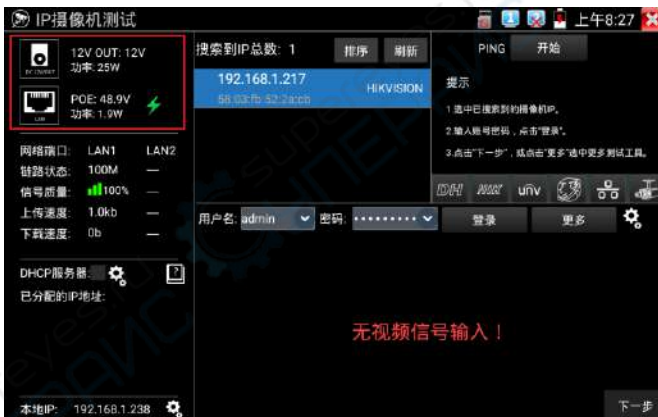 IP摄像机测试
上午8:27
12V OUT: 12V
功率: 25W
DC 12V/OUT
POE: 48.9V
功率: 1.9W
LAN
网络端口: LAN1 LAN2
链路状态: 100M —
信号质量: 100% —
上传速度: 1.0kb —
下载速度: 0b —
DHCP服务器:
已分配的IP地址:
本地IP: 192.168.1.238
搜索到IP总数: 1 排序 刷新
192.168.1.217 HIKVISION
58:03:fb:52:2a:cb
PING 开始
提示
1.选中已搜索到的摄像机IP。
2.输入账号密码，点击"登录"。
3.点击"下一步"，或点击"更多"选中更多测试工具。
unv
用户名: admin 密码: ········· 登录 更多
无视频信号输入！
下一步